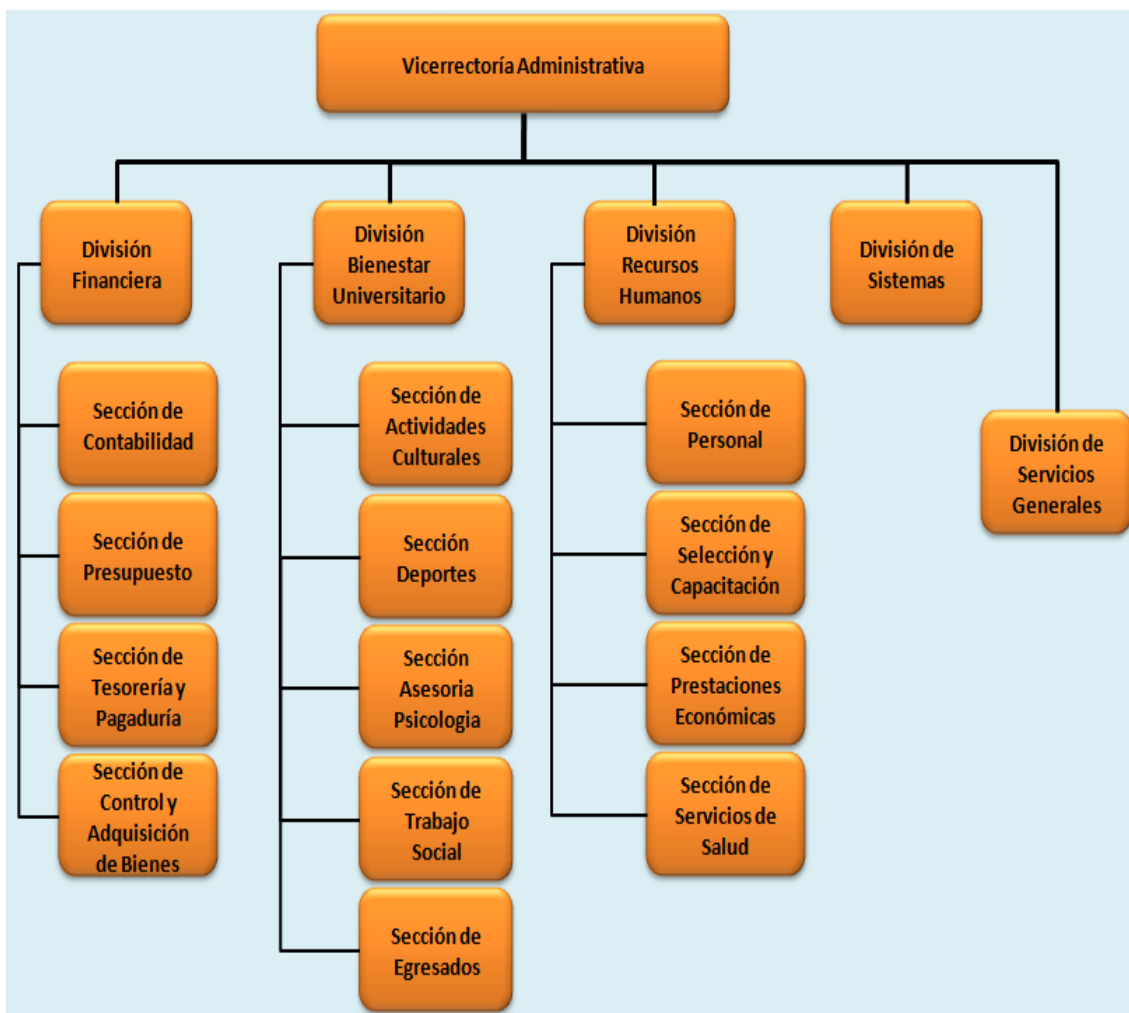 Vicerrectoría Administrativa
División
Financiera
División
Bienestar
Universitario
División
Recursos
Humanos
División de
Sistemas
División de
Servicios
Generales
Sección de
Contabilidad
Sección de
Presupuesto
Sección de
Tesorería y
Pagaduría
Sección de
Control y
Adquisición
de Bienes
Sección de
Actividades
Culturales
Sección
Deportes
Sección
Asesoria
Psicologia
Sección de
Trabajo
Social
Sección de
Egresados
Sección de
Personal
Sección de
Selección y
Capacitación
Sección de
Prestaciones
Económicas
Sección de
Servicios de
Salud